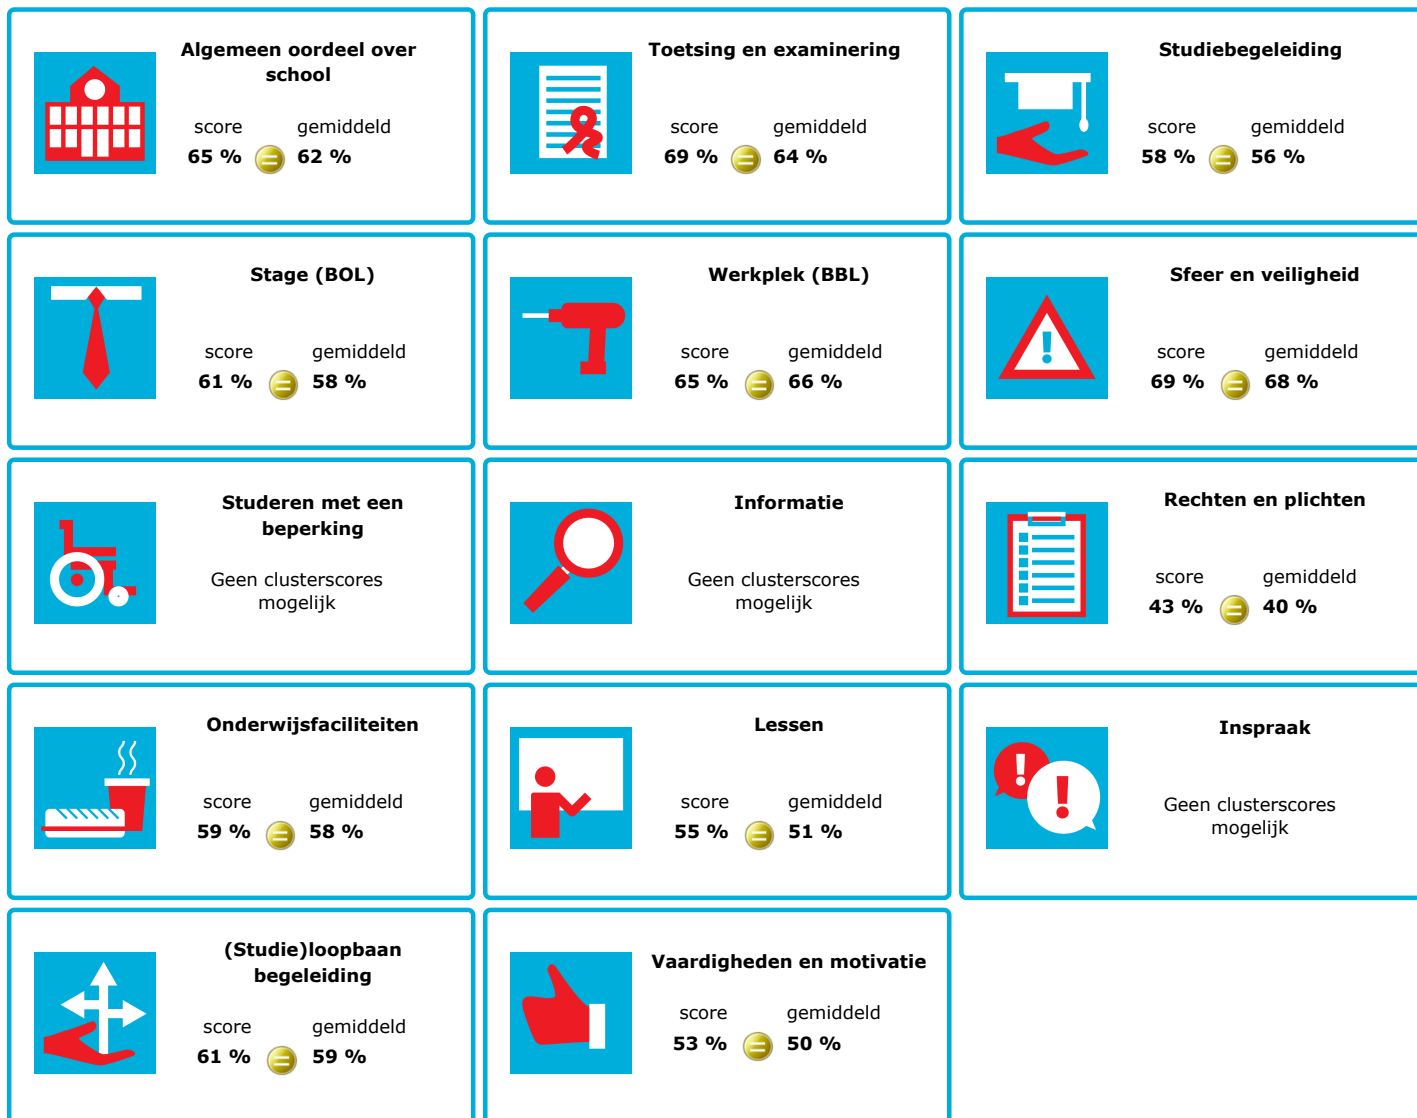 Algemeen oordeel over
school
score gemiddeld
65 % = 62 %
Toetsing en examinering
score gemiddeld
69 % = 64 %
Studiebegeleiding
score gemiddeld
58 % = 56 %
Stage (BOL)
score gemiddeld
61 % = 58 %
Werkplek (BBL)
score gemiddeld
65 % = 66 %
Sfeer en veiligheid
score gemiddeld
69 % = 68 %
Studeren met een
beperking
Geen clusterscores
mogelijk
Informatie
Geen clusterscores
mogelijk
Rechten en plichten
score gemiddeld
43 % = 40 %
Onderwijsfaciliteiten
score gemiddeld
59 % = 58 %
Lessen
score gemiddeld
55 % = 51 %
Inspraak
Geen clusterscores
mogelijk
(Studie)loopbaan
begeleiding
score gemiddeld
61 % = 59 %
Vaardigheden en motivatie
score gemiddeld
53 % = 50 %